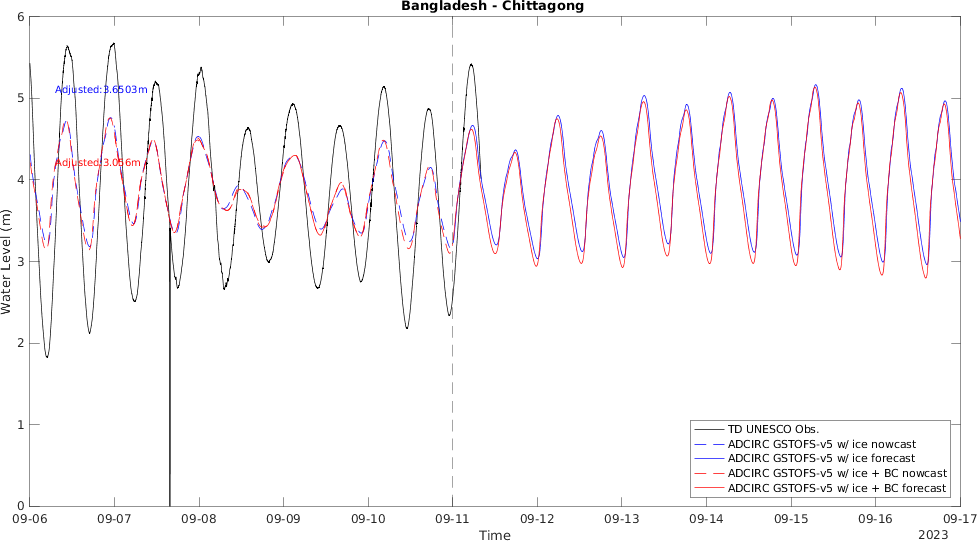 Bangladesh - Chittagong
6
5
4
3
2
1
0
Water Level (m)
Adjusted:3.6503m
Adjusted:3.056m
TD UNESCO Obs.
ADCIRC GSTOFS-v5 w/ ice nowcast
ADCIRC GSTOFS-v5 w/ ice forecast
ADCIRC GSTOFS-v5 w/ ice + BC nowcast
ADCIRC GSTOFS-v5 w/ ice + BC forecast
09-06 09-07 09-08 09-09 09-10 09-11 09-12 09-13 09-14 09-15 09-16 09-17
Time
2023